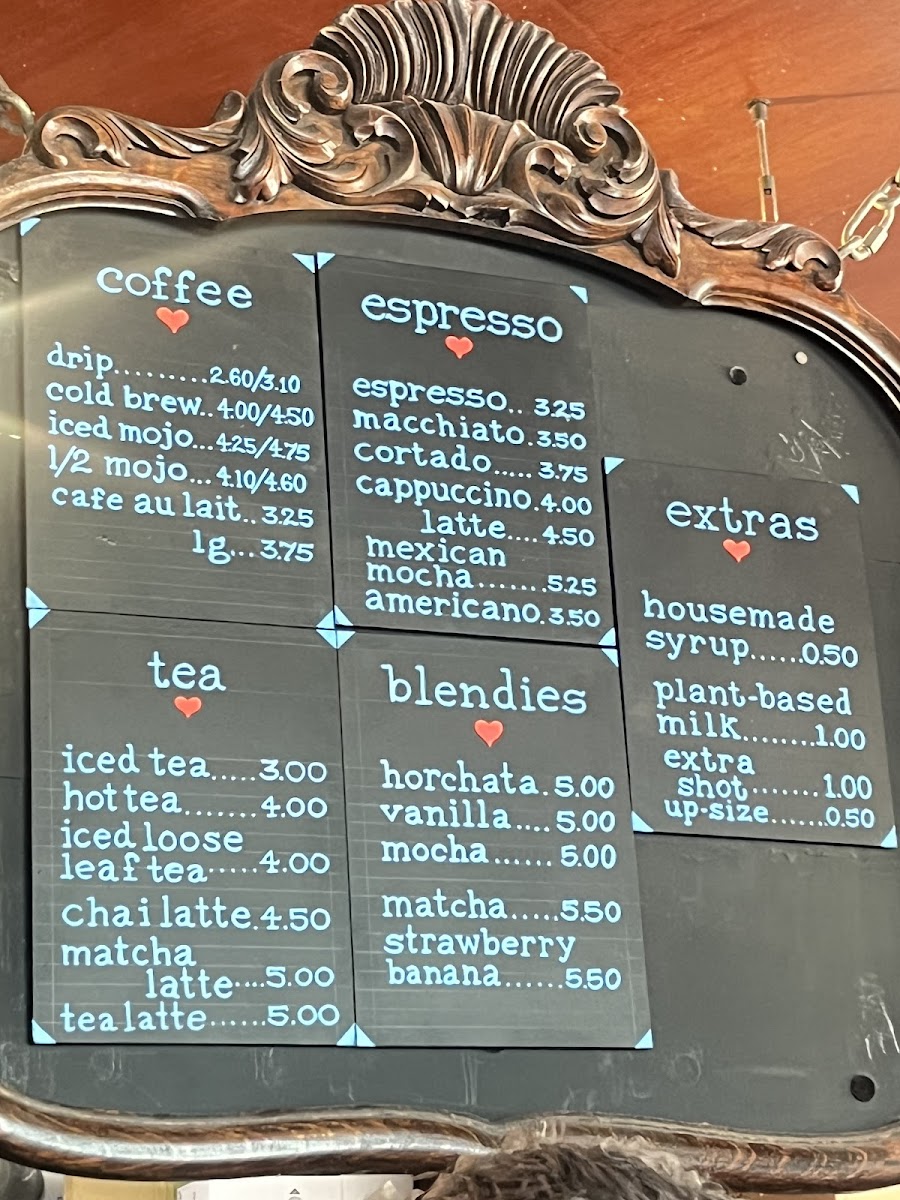 coffee
drip.........2.60/3.10
cold brew..4.00/4.50
iced mojo...4.25/4.75
1/2 mojo...4.10/4.60
cafe au lait..3.25
lg...3.75
espresso
espresso..3.25
macchiato.3.50
cortado.....3.75
cappuccino.4.00
latte....4.50
mexican
mocha.......5.25
americano.3.50
extras
housemade
syrup......0.50
plant-based
milk........1.00
extra
shot.......1.00
up-size......0.50
tea
iced tea.....3.00
hot tea.......4.00
iced loose
leaf tea.....4.00
chai latte.4.50
matcha
latte....5.00
tea latte......5.00
blendies
horchata.5.00
vanilla....5.00
mocha......5.00
matcha.....5.50
strawberry
banana......5.50